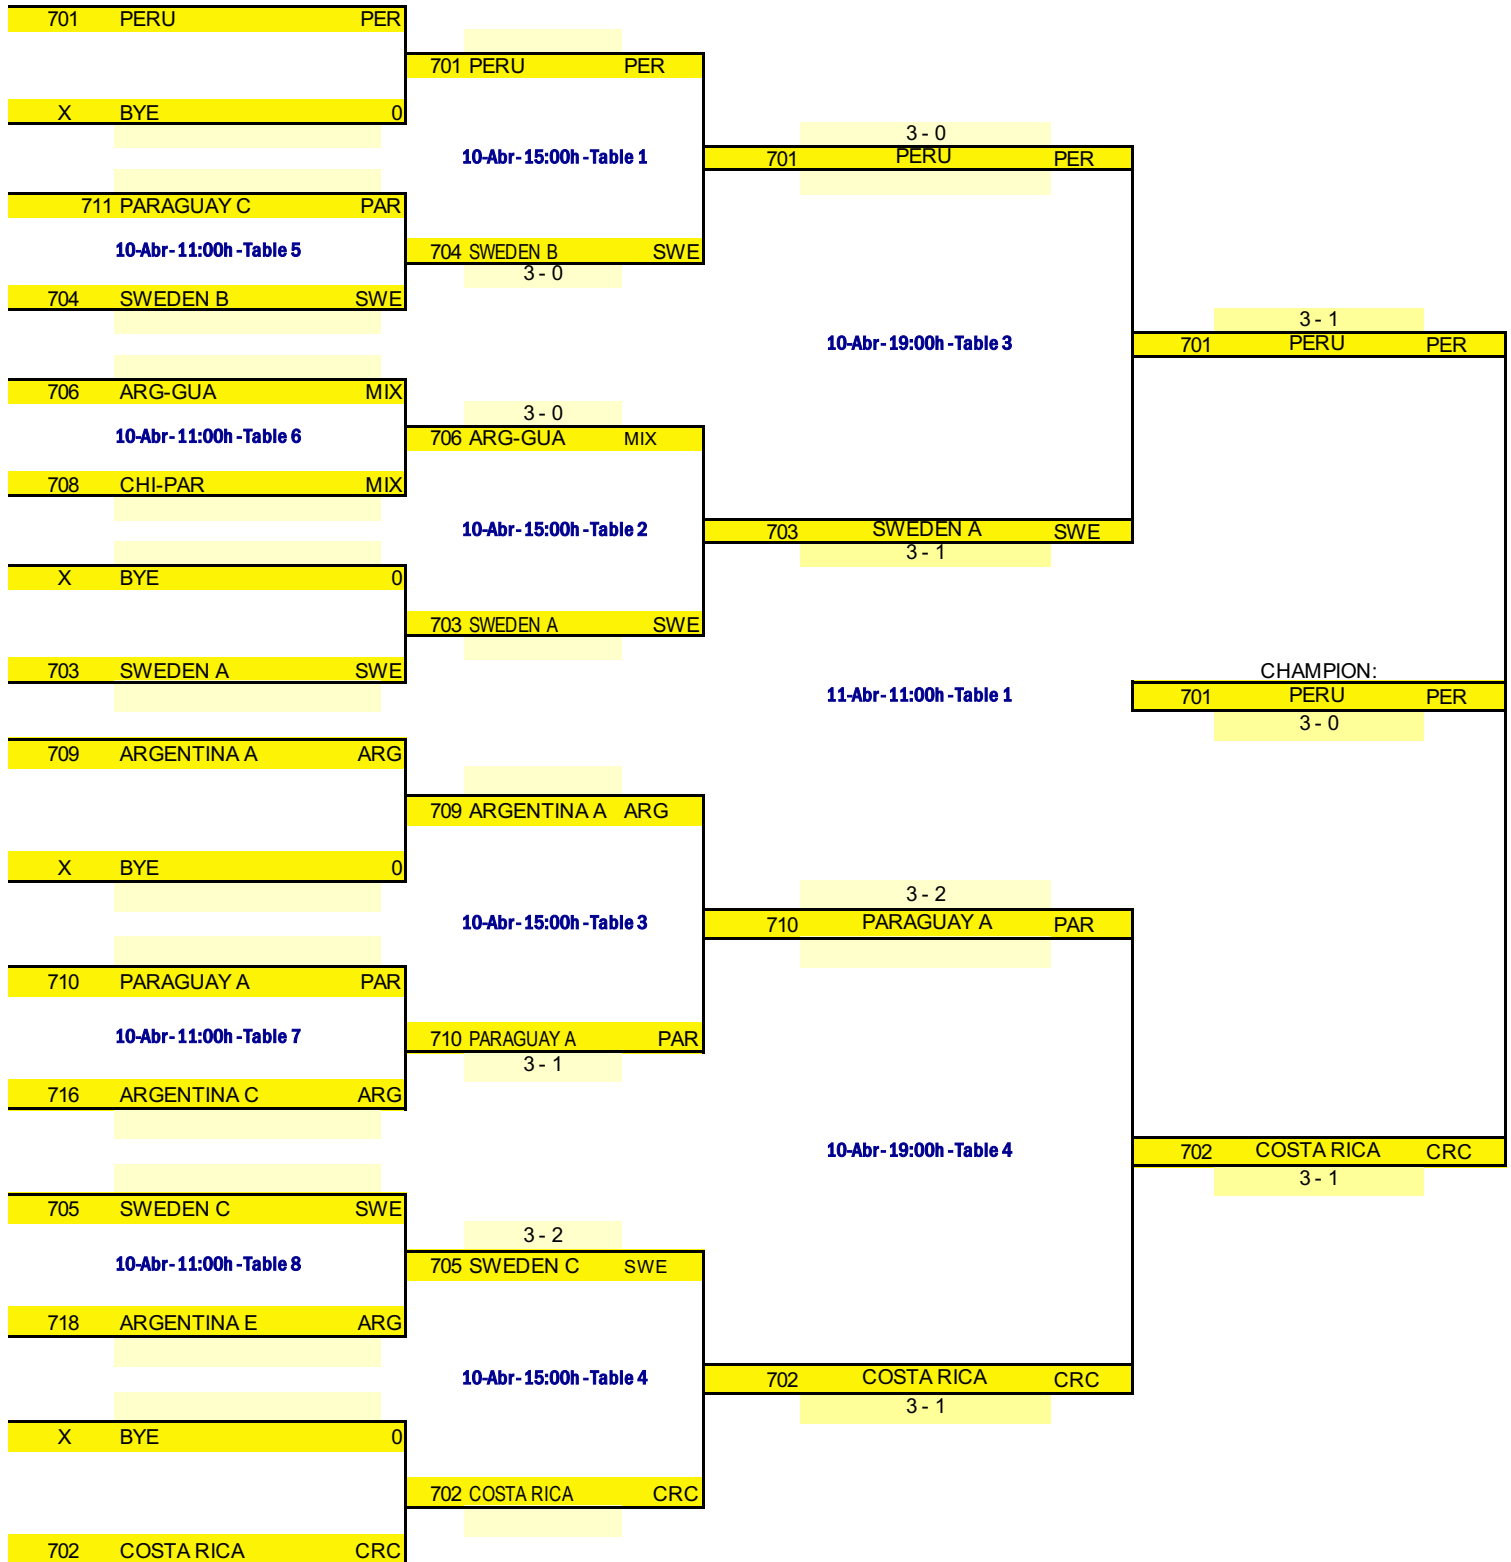 701 PERU PER
701 PERU PER
X BYE 0
3 - 0
10-Abr- 15:00h -Table 1
701 PERU PER
711 PARAGUAY C PAR
10-Abr- 11:00h -Table 5
704 SWEDEN B SWE
3 - 0
704 SWEDEN B SWE
3 - 1
10-Abr- 19:00h -Table 3
701 PERU PER
706 ARG-GUA MIX
3 - 0
10-Abr- 11:00h -Table 6
706 ARG-GUA MIX
708 CHI-PAR MIX
10-Abr- 15:00h -Table 2
703 SWEDEN A SWE
3 - 1
X BYE 0
703 SWEDEN A SWE
703 SWEDEN A SWE
CHAMPION:
11-Abr- 11:00h -Table 1
701 PERU PER
3 - 0
709 ARGENTINA A ARG
709 ARGENTINA A ARG
X BYE 0
3 - 2
10-Abr- 15:00h -Table 3
710 PARAGUAY A PAR
710 PARAGUAY A PAR
10-Abr- 11:00h -Table 7
710 PARAGUAY A PAR
3 - 1
716 ARGENTINA C ARG
10-Abr- 19:00h -Table 4
702 COSTA RICA CRC
3 - 1
705 SWEDEN C SWE
3 - 2
10-Abr- 11:00h -Table 8
705 SWEDEN C SWE
718 ARGENTINA E ARG
10-Abr- 15:00h -Table 4
702 COSTA RICA CRC
3 - 1
X BYE 0
702 COSTA RICA CRC
702 COSTA RICA CRC